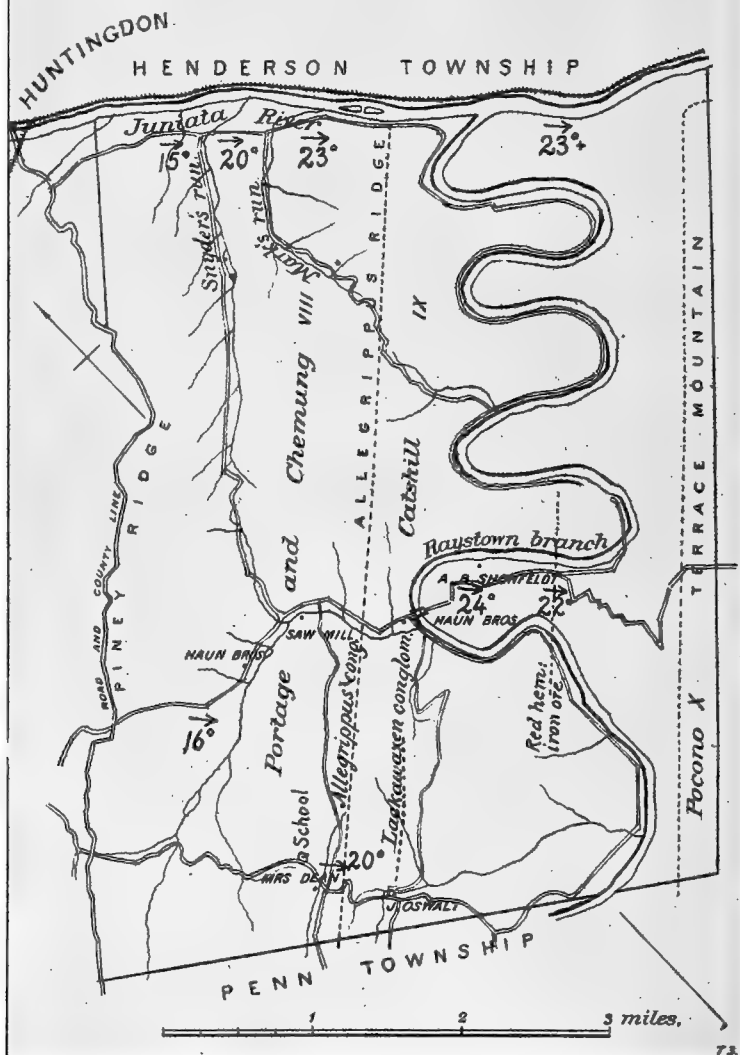 HUNTINGDON
HENDERSON TOWNSHIP
Juniata River
15° 20° 23° 23°+
Snyder's run
Mark's run
ALLEGRIPPUS RIDGE
IX
TERRACE MOUNTAIN
and Chemung VIII
Catskill
ROAD AND COUNTY LINE
PINEY RIDGE
Raystown branch
A. B. SHONFELDT
24°
22
HAUN BROS
SAW MILL
HAUN BROS
16°
Portage
Allegrippus cong.
Lackawaxen conglom.
Red hem. iron ore.
Pocono X
School
20°
MRS DEAN
J. OSWALT
PENN TOWNSHIP
1 2 3 miles.